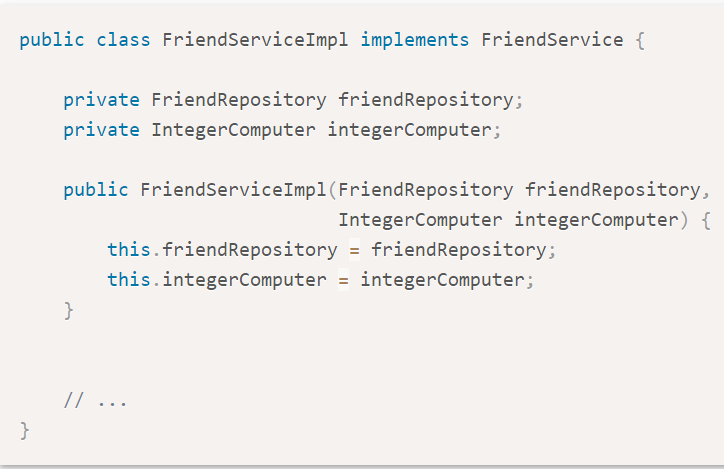 public class FriendServiceImpl implements FriendService {
private FriendRepository friendRepository;
private IntegerComputer integerComputer;
public FriendServiceImpl(FriendRepository friendRepository,
IntegerComputer integerComputer) {
this.friendRepository = friendRepository;
this.integerComputer = integerComputer;
}
// ...
}